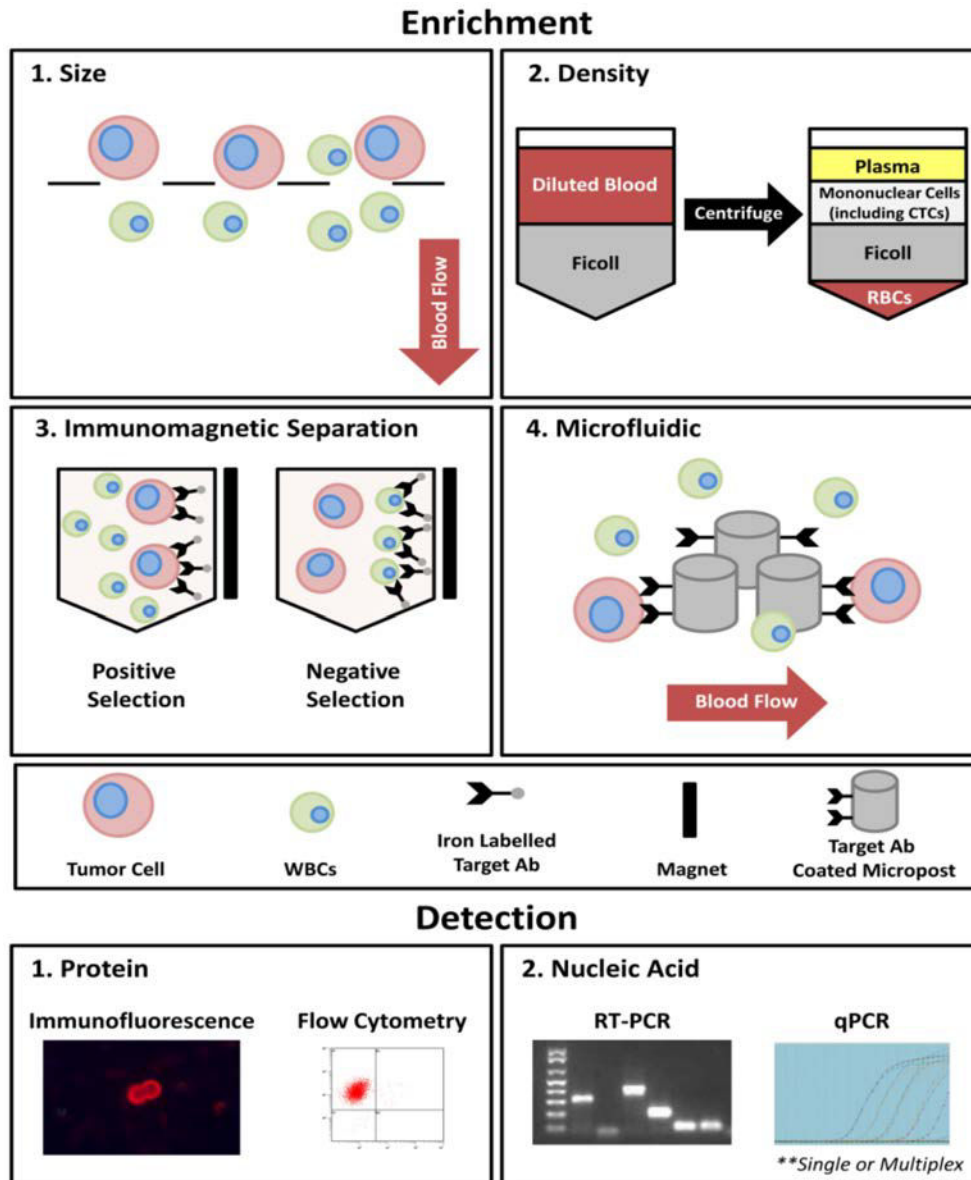 Enrichment
1. Size
Blood Flow
2. Density
Diluted Blood
Ficoll
Centrifuge
Plasma
Mononuclear Cells
(including CTCs)
Ficoll
RBCs
3. Immunomagnetic Separation
Positive
Selection
Negative
Selection
4. Microfluidic
Blood Flow
Tumor Cell
WBCs
Iron Labelled
Target Ab
Magnet
Target Ab
Coated Micropost
Detection
1. Protein
Immunofluorescence
Flow Cytometry
2. Nucleic Acid
RT-PCR
qPCR
**Single or Multiplex